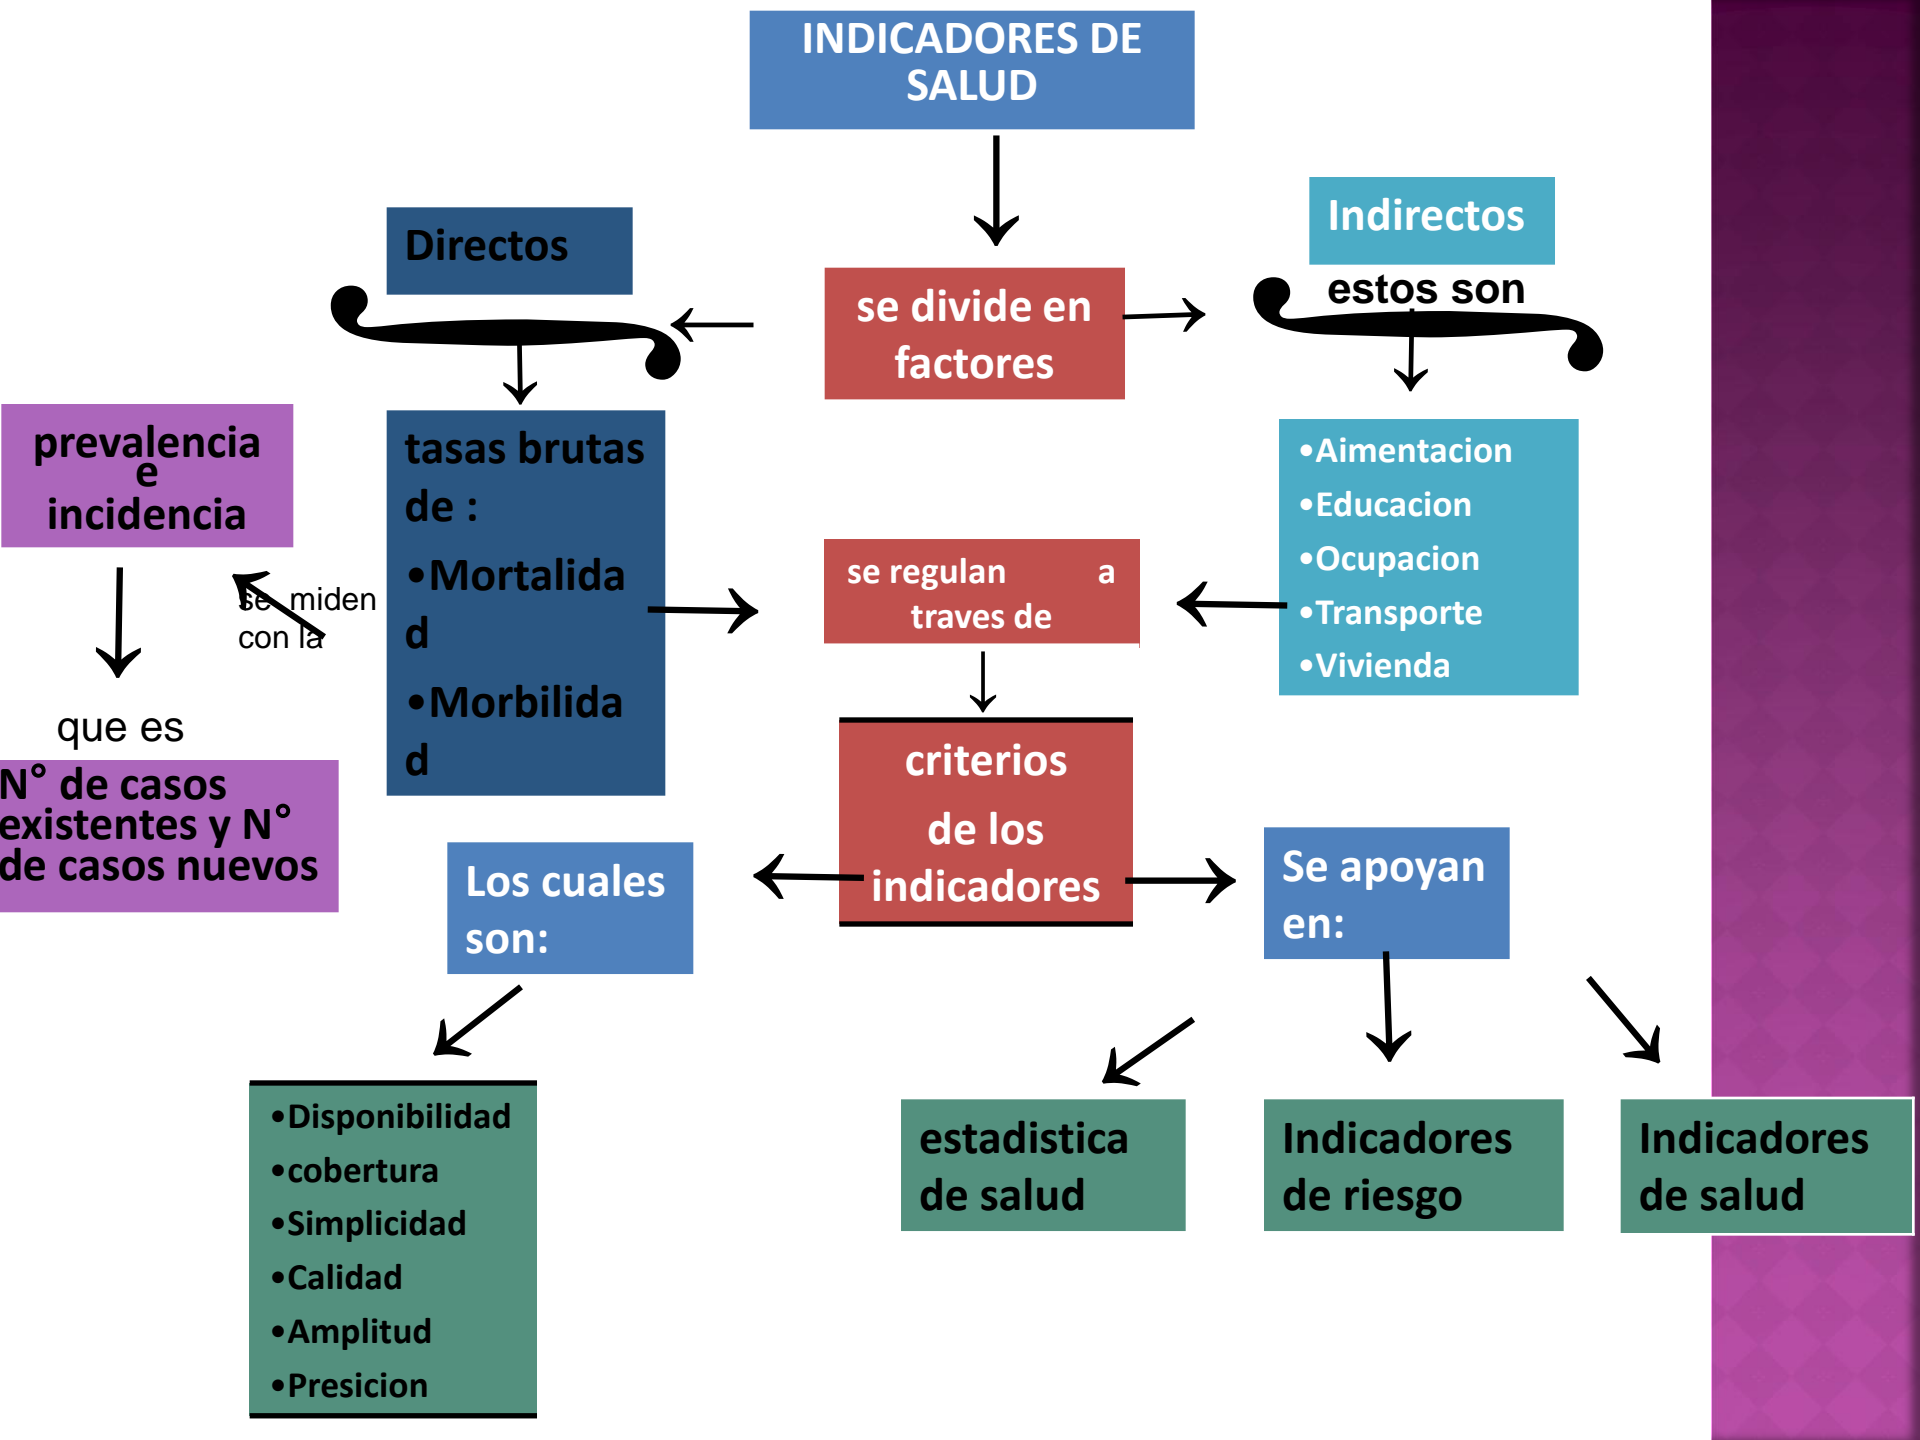 INDICADORES DE
SALUD
Directos
Indirectos
estos son
se divide en
factores
prevalencia
e
incidencia
tasas brutas
de :
•Mortalida
d
•Morbilida
d
•Aimentacion
•Educacion
•Ocupacion
•Transporte
•Vivienda
se regulan a
traves de
se miden
con la
que es
N° de casos
existentes y N°
de casos nuevos
criterios
de los
indicadores
Los cuales
son:
Se apoyan
en:
•Disponibilidad
•cobertura
•Simplicidad
•Calidad
•Amplitud
•Presicion
estadistica
de salud
Indicadores
de riesgo
Indicadores
de salud